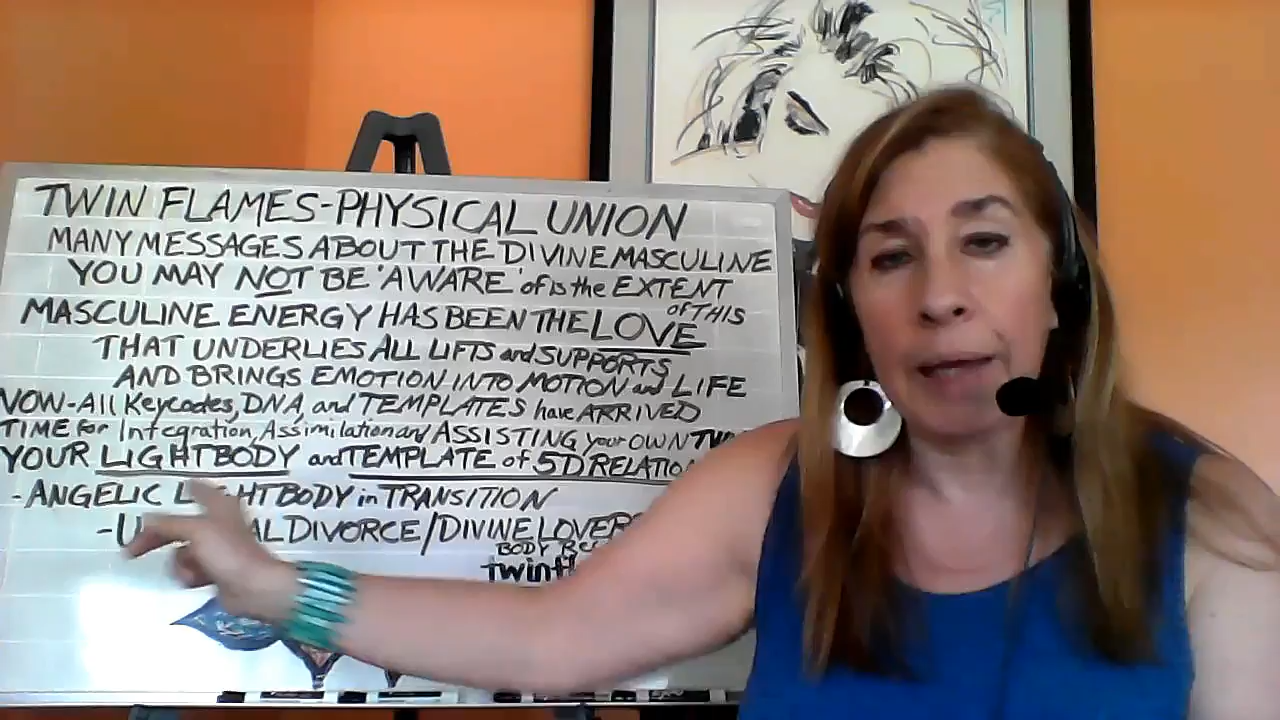 TWIN FLAMES-PHYSICAL UNION
MANY MESSAGES ABOUT THE DIVINE MASCULINE
YOU MAY NOT BE 'AWARE' of is the EXTENT
of THIS
MASCULINE ENERGY HAS BEEN THE LOVE
THAT UNDERLIES ALL LIFTS and SUPPORTS
AND BRINGS EMOTION INTO MOTION and LIFE
NOW-All Keycodes, DNA, and TEMPLATES have ARRIVED
TIME for Integration, Assimilation and ASSISTING your OWN
YOUR LIGHTBODY and TEMPLATE of 5D
-ANGELIC LIGHTBODY in TRANSITION
DIVORCE/DIVINE LOVERS
BODY